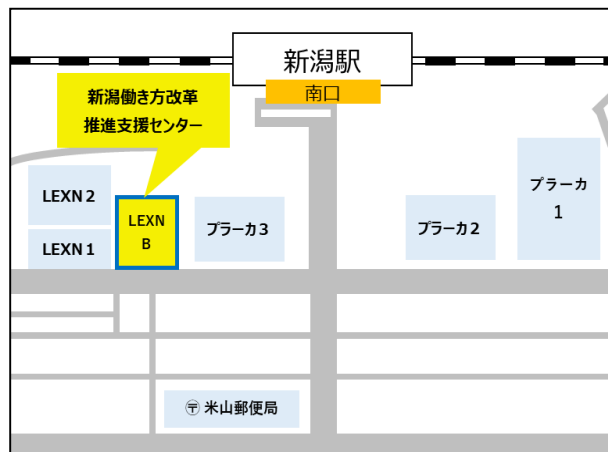 新潟駅
南口
新潟働き方改革
推進支援センター
プラーカ
1
LEXN 2
LEXN
B
プラーカ3
プラーカ2
LEXN 1
〒 米山郵便局